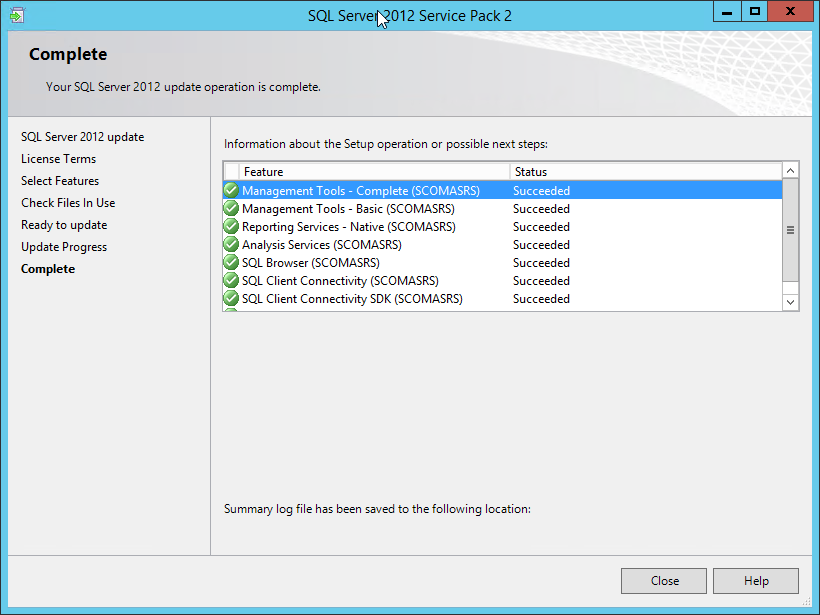 SQL Server 2012 Service Pack 2
Complete
Your SQL Server 2012 update operation is complete.
SQL Server 2012 update
License Terms
Select Features
Check Files In Use
Ready to update
Update Progress
Complete
Information about the Setup operation or possible next steps:
Feature Status
Management Tools - Complete (SCOMASRS) Succeeded
Management Tools - Basic (SCOMASRS) Succeeded
Reporting Services - Native (SCOMASRS) Succeeded
Analysis Services (SCOMASRS) Succeeded
SQL Browser (SCOMASRS) Succeeded
SQL Client Connectivity (SCOMASRS) Succeeded
SQL Client Connectivity SDK (SCOMASRS) Succeeded
Summary log file has been saved to the following location:
Close Help